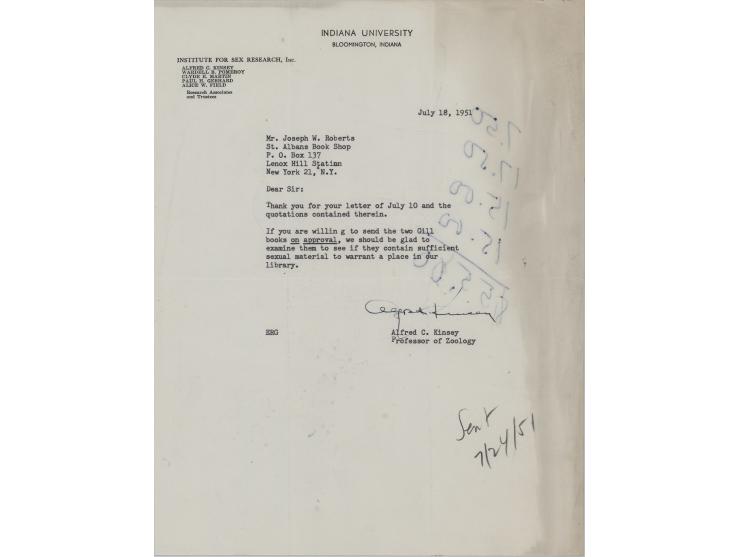 INDIANA UNIVERSITY
BLOOMINGTON, INDIANA
INSTITUTE FOR SEX RESEARCH, Inc.
ALFRED C. KINSEY
WARDELL B. POMEROY
CLYDE E. MARTIN
PAUL H. GEBHARD
ALICE W. FIELD
Research Associates
and Trustees
July 18, 1951
Mr. Joseph W. Roberts
St. Albans Book Shop
P. O. Box 137
Lenox Hill Station
New York 21, N.Y.
Dear Sir:
Thank you for your letter of July 10 and the
quotations contained therein.
If you are willin g to send the two Gill
books on approval, we should be glad to
examine them to see if they contain sufficient
sexual material to warrant a place in our
library.
Alfred C. Kinsey
ERG
Alfred C. Kinsey
Professor of Zoology
Sent
7/24/51